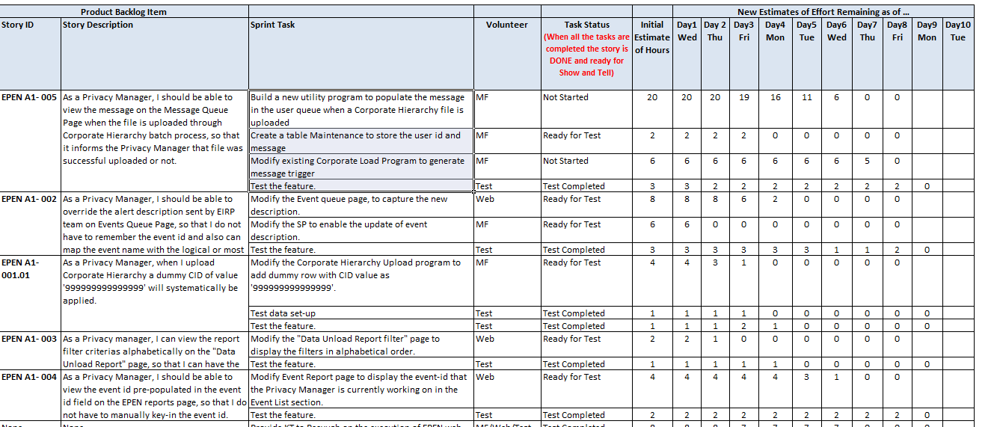 Product Backlog Item New Estimates of Effort Remaining as of ...
Story ID Story Description Sprint Task Volunteer Task Status Initial Day1 Day 2 Day3 Day4 Day5 Day6 Day7 Day8 Day9 Day10
(When all the tasks are Estimate Wed Thu Fri Mon Tue Wed Thu Fri Mon Tue
completed the story is of Hours
DONE and ready for
Show and Tell)
EPEN A1- 005 As a Privacy Manager, I should be able to Build a new utility program to populate the message MF Not Started 20 20 20 19 16 11 6 0 0
view the message on the Message Queue in the user queue when a Corporate Hierarchy file is
Page when the file is uploaded through uploaded
Corporate Hierarchy batch process, so that Create a table Maintenance to store the user id and MF Ready for Test 2 2 2 2 0 0 0 0 0
it informs the Privacy Manager that file was message
successful uploaded or not. Modify existing Corporate Load Program to generate MF Not Started 6 6 6 6 6 6 6 5 0
message trigger
Test the feature. Test Test Completed 3 3 2 2 2 2 2 2 2 0
EPEN A1- 002 As a Privacy Manager, I should be able to Modify the Event queue page, to capture the new Web Ready for Test 8 8 8 6 2 0 0 0 0
override the alert description sent by EIRP description.
team on Events Queue Page, so that I do not Modify the SP to enable the update of event MF Ready for Test 6 6 0 0 0 0 0 0 0
have to remember the event id and also can description.
map the event name with the logical or most Test the feature. Test Test Completed 3 3 3 3 3 3 1 1 2 0
EPEN A1- As a Privacy Manager, when I upload Modify the Corporate Hierarchy Upload program to MF Ready for Test 4 4 3 1 0 0 0 0 0
001.01 Corporate Hierarchy a dummy CID of value add dummy row with CID value as
'999999999999999' will systematically be '999999999999999'.
applied.
Test data set-up Test Test Completed 1 1 1 1 0 0 0 0 0 0
Test the feature. Test Test Completed 1 1 1 2 1 0 0 0 0 0
EPEN A1- 003 As a Privacy manager, I can view the report Modify the "Data Unload Report filter" page to Web Ready for Test 2 2 1 0 0 0 0 0 0
filter criterias alphabetically on the "Data display the filters in alphabetical order.
Unload Report" page, so that I can have the Test the feature. Test Test Completed 1 1 1 1 1 0 0 0 0 0
EPEN A1- 004 As a Privacy Manager, I should be able to Modify Event Report page to display the event-id that Web Ready for Test 4 4 4 4 4 3 1 0 0
view the event id pre-populated in the event the Privacy Manager is currently working on in the
id field on the EPEN reports page, so that I do Event List section.
not have to manually key-in the event id. Test the feature. Test Test Completed 2 2 2 2 2 2 2 2 2 0